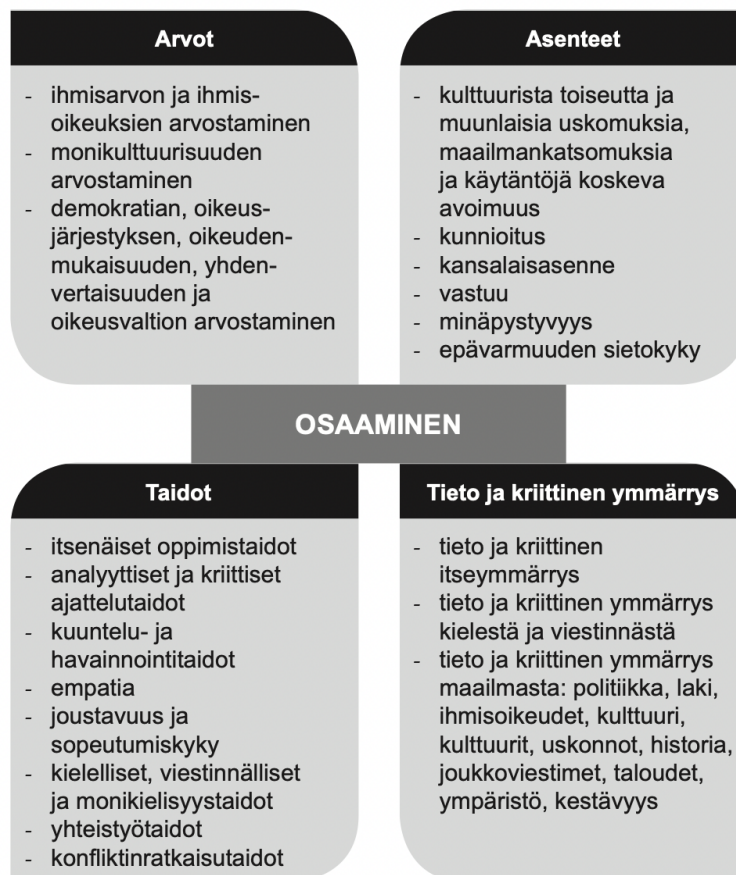 Arvot
- ihmisarvon ja ihmis-
oikeuksien arvostaminen
- monikulttuurisuuden
arvostaminen
- demokratian, oikeus-
järjestyksen, oikeuden-
mukaisuuden, yhden-
vertaisuuden ja
oikeusvaltion arvostaminen
Asenteet
- kulttuurista toiseutta ja
muunlaisia uskomuksia,
maailmankatsomuksia
ja käytäntöjä koskeva
avoimuus
- kunnioitus
- kansalaisasenne
- vastuu
- minäpystyvyys
- epävarmuuden sietokyky
OSAAMINEN
Taidot
- itsenäiset oppimistaidot
- analyyttiset ja kriittiset
ajattelutaidot
- kuuntelu- ja
havainnointitaidot
- empatia
- joustavuus ja
sopeutumiskyky
- kielelliset, viestinnälliset
ja monikielisyystaidot
- yhteistyötaidot
- konfliktinratkaisutaidot
Tieto ja kriittinen ymmärrys
- tieto ja kriittinen
itseymmärrys
- tieto ja kriittinen ymmärrys
kielestä ja viestinnästä
- tieto ja kriittinen ymmärrys
maailmasta: politiikka, laki,
ihmisoikeudet, kulttuuri,
kulttuurit, uskonnot, historia,
joukkoviestimet, taloudet,
ympäristö, kestävyys